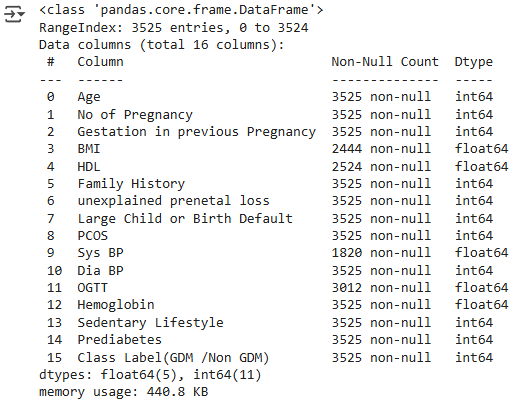 <class 'pandas.core.frame.DataFrame'>
RangeIndex: 3525 entries, 0 to 3524
Data columns (total 16 columns):
 #   Column                          Non-Null Count  Dtype
---  ------                          --------------  -----
 0   Age                             3525 non-null   int64
 1   No of Pregnancy                 3525 non-null   int64
 2   Gestation in previous Pregnancy 3525 non-null   int64
 3   BMI                             2444 non-null   float64
 4   HDL                             2524 non-null   float64
 5   Family History                  3525 non-null   int64
 6   unexplained prenetal loss       3525 non-null   int64
 7   Large Child or Birth Default    3525 non-null   int64
 8   PCOS                            3525 non-null   int64
 9   Sys BP                          1820 non-null   float64
 10  Dia BP                          3525 non-null   int64
 11  OGTT                            3012 non-null   float64
 12  Hemoglobin                      3525 non-null   float64
 13  Sedentary Lifestyle             3525 non-null   int64
 14  Prediabetes                     3525 non-null   int64
 15  Class Label(GDM /Non GDM)       3525 non-null   int64
dtypes: float64(5), int64(11)
memory usage: 440.8 KB